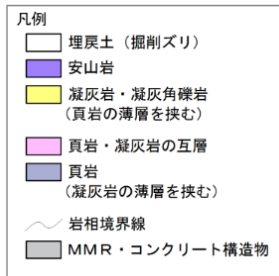 凡例
埋戻土（掘削ズリ）
安山岩
凝灰岩・凝灰角礫岩
（頁岩の薄層を挟む）
頁岩・凝灰岩の互層
頁岩
（凝灰岩の薄層を挟む）
岩相境界線
MMR・コンクリート構造物